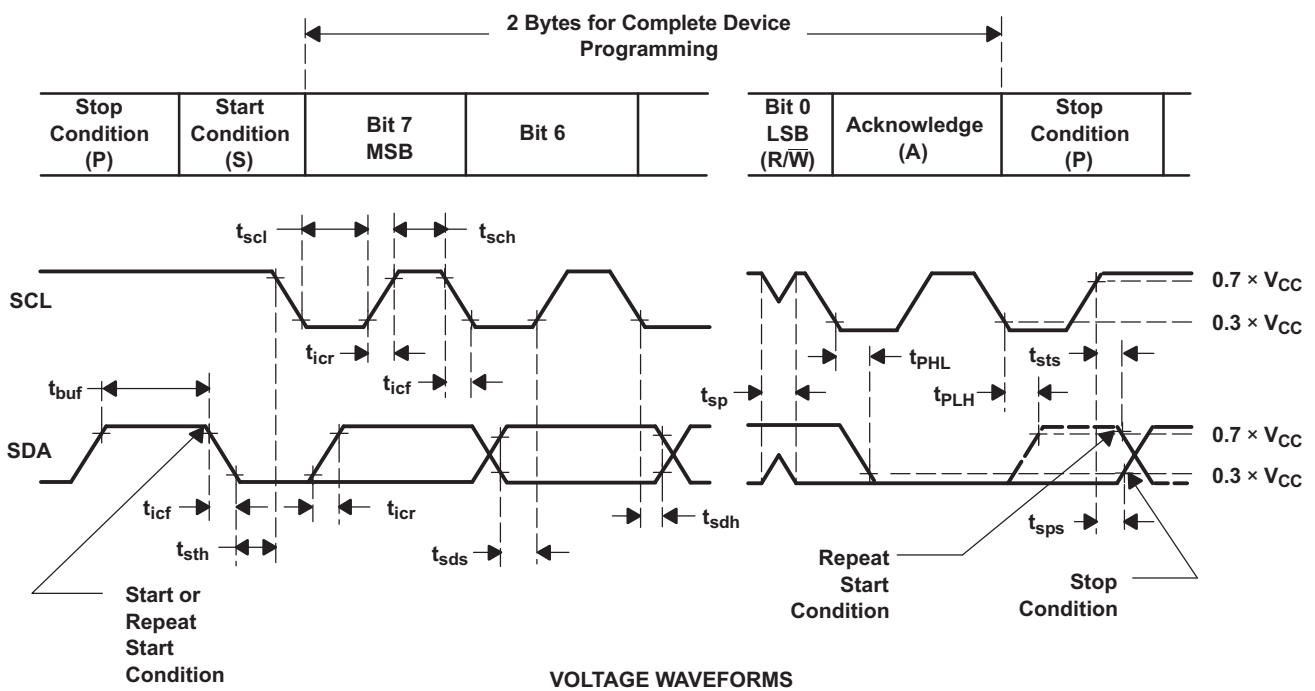 2 Bytes for Complete Device
Programming
Stop
Condition
(P)
Start
Condition
(S)
Bit 7
MSB
Bit 6
Bit 0
LSB
(R/W̅)
Acknowledge
(A)
Stop
Condition
(P)
tscl
tsch
SCL
0.7 × VCC
0.3 × VCC
ticr
ticf
tPHL
tsts
tbuf
tsp
tPLH
SDA
0.7 × VCC
0.3 × VCC
ticf
ticr
tsdh
tsth
tsds
tsps
Start or
Repeat
Start
Condition
Repeat
Start
Condition
Stop
Condition
VOLTAGE WAVEFORMS